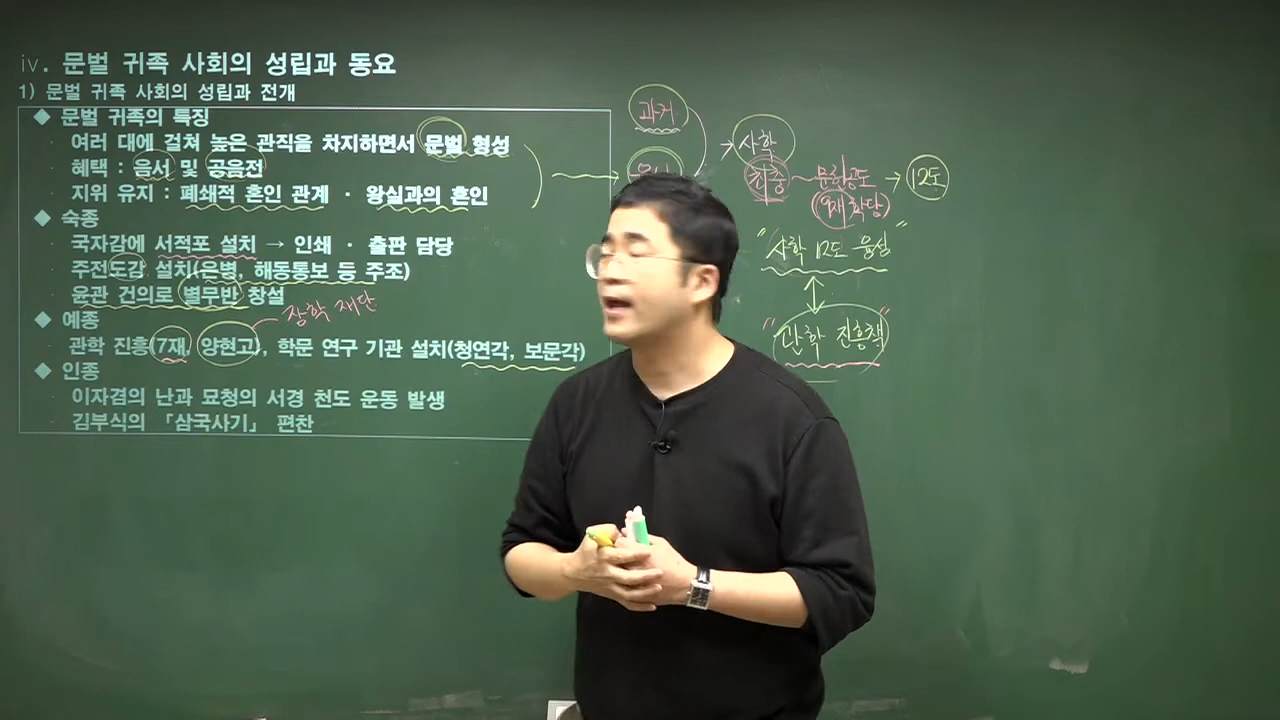 iv. 문벌 귀족 사회의 성립과 동요
1) 문벌 귀족 사회의 성립과 전개
◆ 문벌 귀족의 특징
· 여러 대에 걸쳐 높은 관직을 차지하면서 문벌 형성
· 혜택 : 음서 및 공음전
· 지위 유지 : 폐쇄적 혼인 관계 · 왕실과의 혼인
◆ 숙종
· 국자감에 서적포 설치 → 인쇄 · 출판 담당
· 주전도감 설치(은병, 해동통보 등 주조)
· 윤관 건의로 별무반 창설
장학 재단
◆ 예종
· 관학 진흥(7재, 양현고), 학문 연구 기관 설치(청연각, 보문각)
◆ 인종
· 이자겸의 난과 묘청의 서경 천도 운동 발생
· 김부식의 「삼국사기」 편찬
과거
→ 사학
최충 ~ 문헌공도 → 12도
(9재 학당)
"사학 12도 융성"
"관학 진흥책"